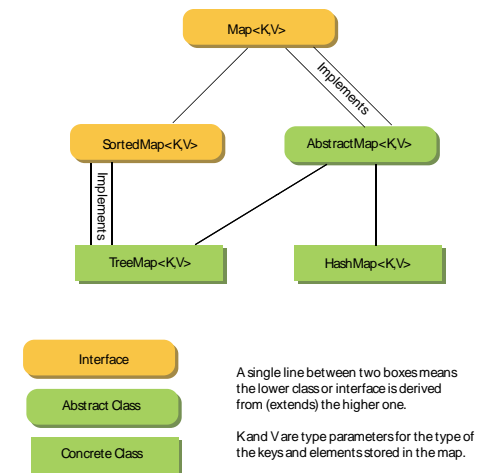 Map<K,V>
Implements
SortedMap<K,V>
AbstractMap<K,V>
Implements
TreeMap<K,V>
HashMap<K,V>
Interface
Abstract Class
Concrete Class
A single line between two boxes means
the lower class or interface is derived
from (extends) the higher one.
K and V are type parameters for the type of
the keys and elements stored in the map.